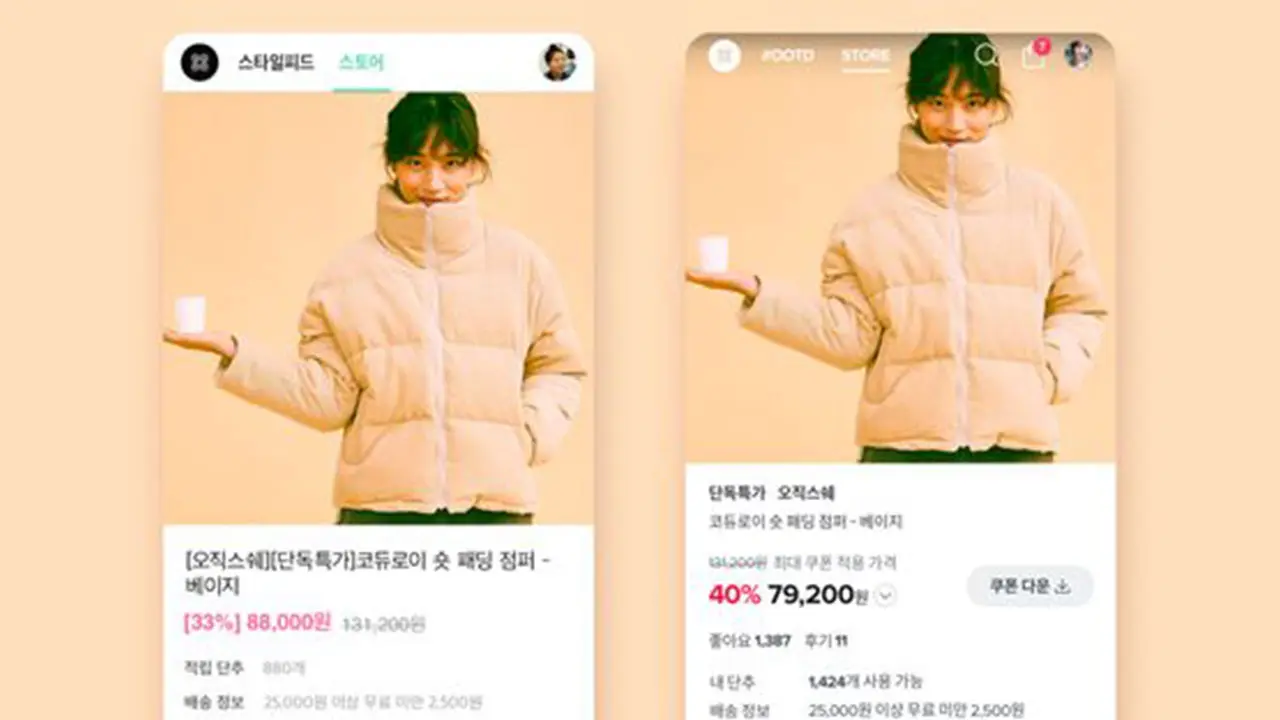 스타일피드 스토어
[오직스쉐][단독특가]코듀로이 숏 패딩 점퍼 -
베이지
[33%] 88,000원 131,200원
적립 단추 880개
배송 정보 25,000원 이상 무료 미만 2,500원
#OOTD STORE 7
단독특가 오직스쉐
코듀로이 숏 패딩 점퍼 - 베이지
131,200원 최대 쿠폰 적용 가격
40% 79,200원
쿠폰 다운
좋아요 1,387 후기 11
내 단추 1,424개 사용 가능
배송 정보 25,000원 이상 무료 미만 2,500원